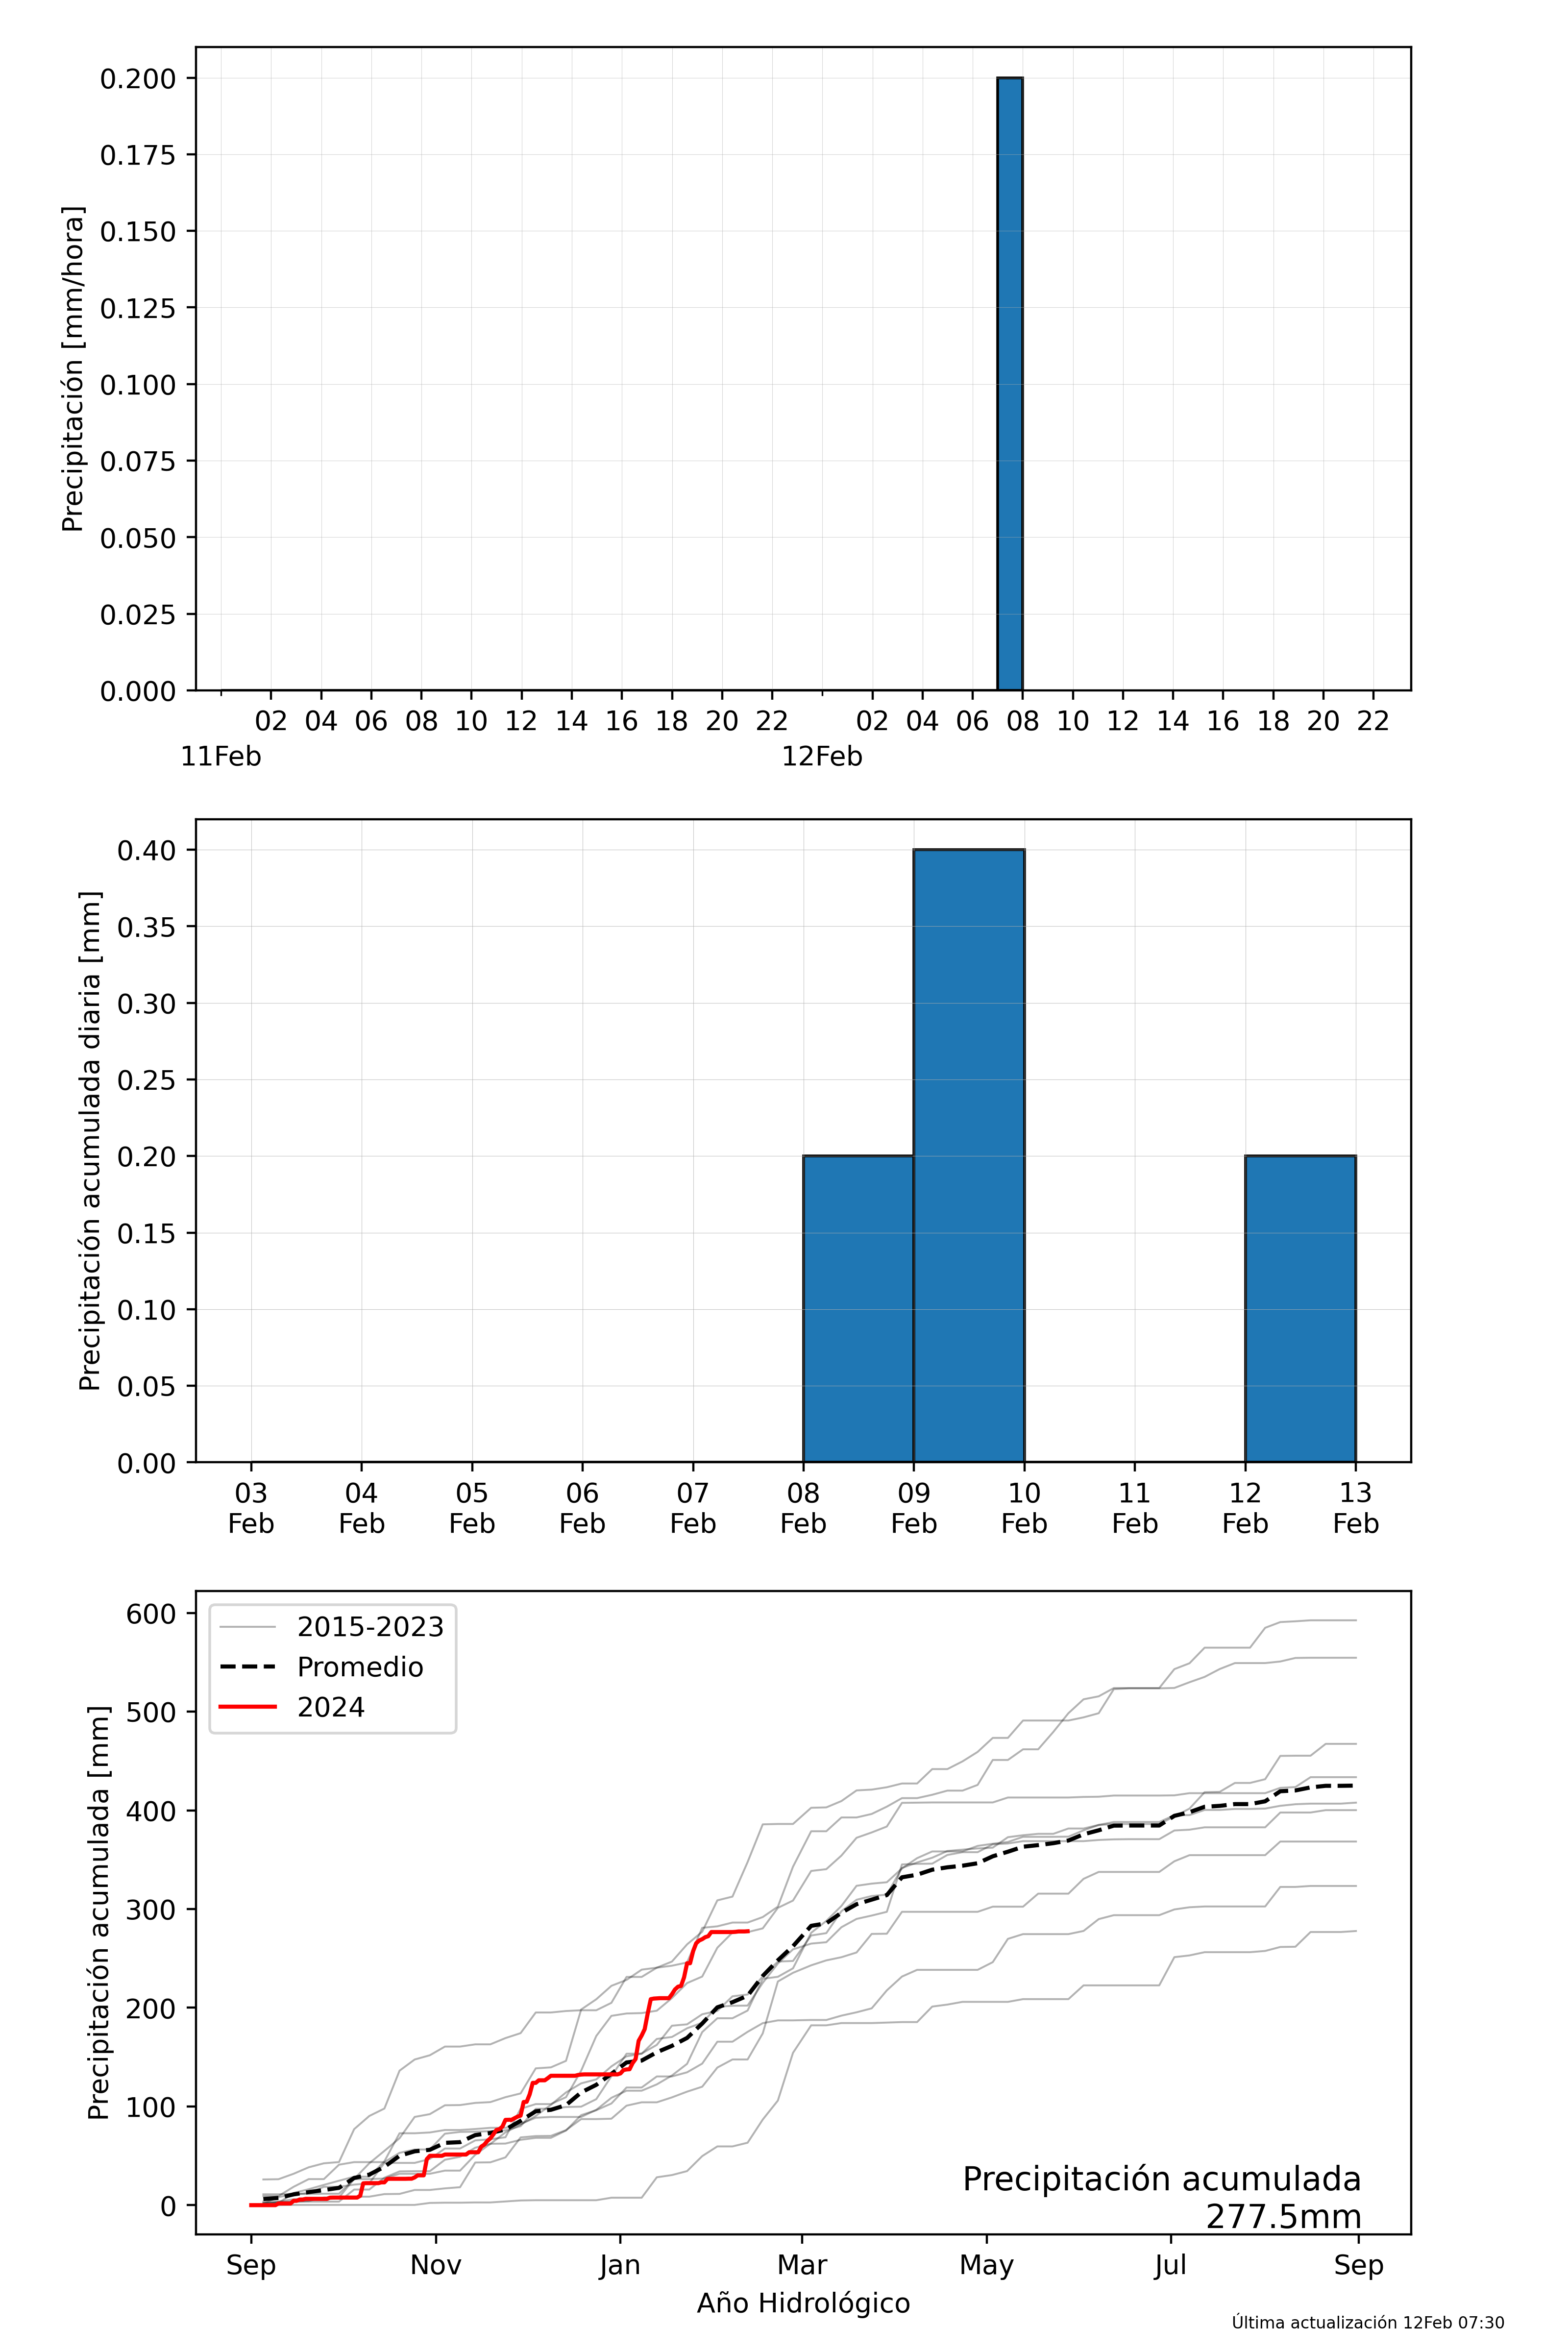 Precipitación [mm/hora]
0.200
0.175
0.150
0.125
0.100
0.075
0.050
0.025
0.000
02 04 06 08 10 12 14 16 18 20 22 02 04 06 08 10 12 14 16 18 20 22
11Feb 12Feb
Precipitación acumulada diaria [mm]
0.40
0.35
0.30
0.25
0.20
0.15
0.10
0.05
0.00
03 04 05 06 07 08 09 10 11 12 13
Feb Feb Feb Feb Feb Feb Feb Feb Feb Feb Feb
Precipitación acumulada [mm]
600
500
400
300
200
100
0
2015-2023
Promedio
2024
Precipitación acumulada
277.5mm
Sep Nov Jan Mar May Jul Sep
Año Hidrológico
Última actualización 12Feb 07:30